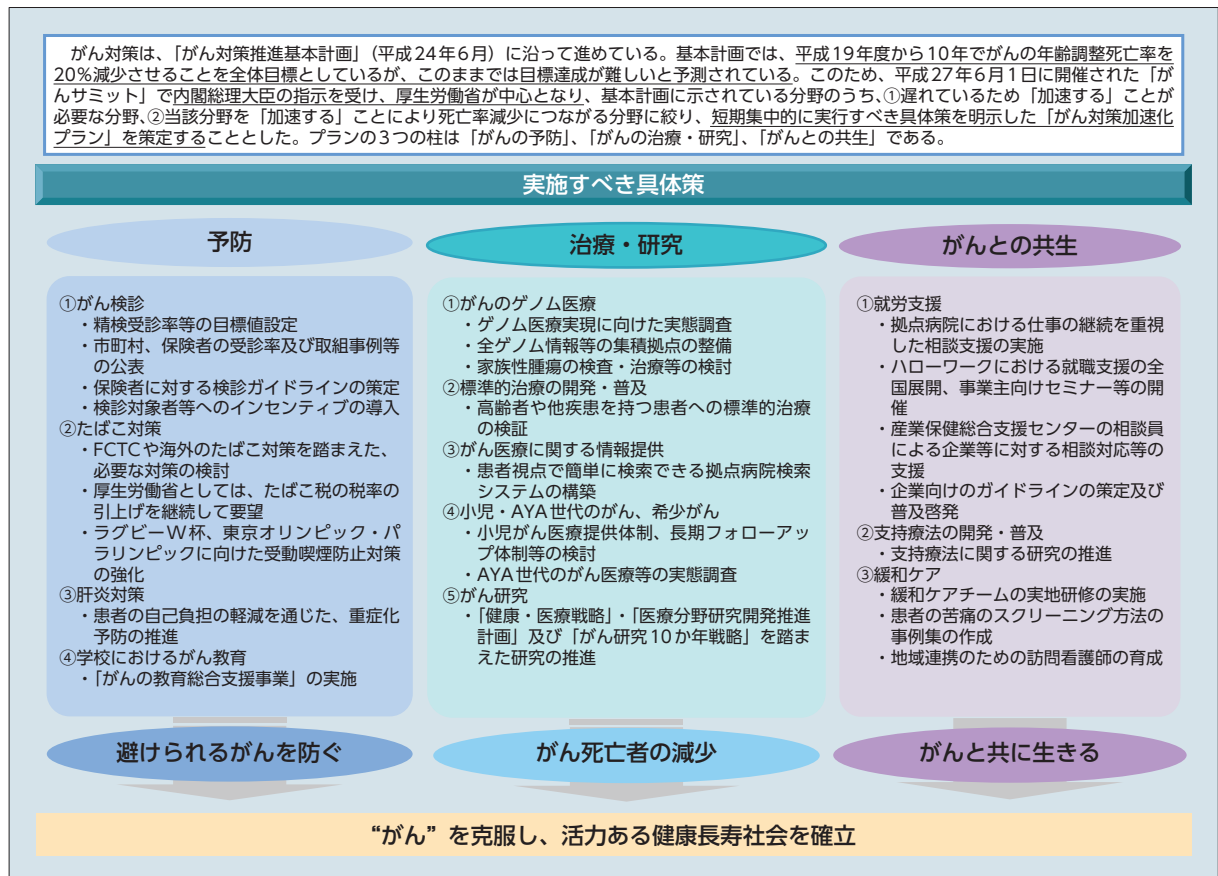 がん対策は、「がん対策推進基本計画」（平成24年6月）に沿って進めている。基本計画では、平成19年度から10年でがんの年齢調整死亡率を
20％減少させることを全体目標としているが、このままでは目標達成が難しいと予測されている。このため、平成27年6月1日に開催された「が
んサミット」で内閣総理大臣の指示を受け、厚生労働省が中心となり、基本計画に示されている分野のうち、①遅れているため「加速する」ことが
必要な分野、②当該分野を「加速する」ことにより死亡率減少につながる分野に絞り、短期集中的に実行すべき具体策を明示した「がん対策加速化
プラン」を策定することとした。プランの3つの柱は「がんの予防」、「がんの治療・研究」、「がんとの共生」である。
実施すべき具体策
予防
①がん検診
・精検受診率等の目標値設定
・市町村、保険者の受診率及び取組事例等
の公表
・保険者に対する検診ガイドラインの策定
・検診対象者等へのインセンティブの導入
②たばこ対策
・FCTCや海外のたばこ対策を踏まえた、
必要な対策の検討
・厚生労働省としては、たばこ税の税率の
引上げを継続して要望
・ラグビーW杯、東京オリンピック・パ
ラリンピックに向けた受動喫煙防止対策
の強化
③肝炎対策
・患者の自己負担の軽減を通じた、重症化
予防の推進
④学校におけるがん教育
・「がんの教育総合支援事業」の実施
避けられるがんを防ぐ
治療・研究
①がんのゲノム医療
・ゲノム医療実現に向けた実態調査
・全ゲノム情報等の集積拠点の整備
・家族性腫瘍の検査・治療等の検討
②標準的治療の開発・普及
・高齢者や他疾患を持つ患者への標準的治療
の検証
③がん医療に関する情報提供
・患者視点で簡単に検索できる拠点病院検索
システムの構築
④小児・AYA世代のがん、希少がん
・小児がん医療提供体制、長期フォローアッ
プ体制等の検討
・AYA世代のがん医療等の実態調査
⑤がん研究
・「健康・医療戦略」・「医療分野研究開発推進
計画」及び「がん研究10か年戦略」を踏ま
えた研究の推進
がん死亡者の減少
がんとの共生
①就労支援
・拠点病院における仕事の継続を重視
した相談支援の実施
・ハローワークにおける就職支援の全
国展開、事業主向けセミナー等の開
催
・産業保健総合支援センターの相談員
による企業等に対する相談対応等の
支援
・企業向けのガイドラインの策定及び
普及啓発
②支持療法の開発・普及
・支持療法に関する研究の推進
③緩和ケア
・緩和ケアチームの実地研修の実施
・患者の苦痛のスクリーニング方法の
事例集の作成
・地域連携のための訪問看護師の育成
がんと共に生きる
“がん”を克服し、活力ある健康長寿社会を確立